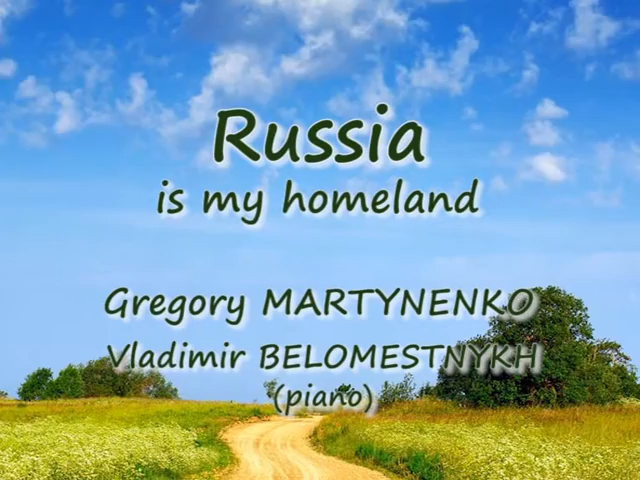 Russia
is my homeland
Gregory MARTYNENKO
Vladimir BELOMESTNYKH
(piano)